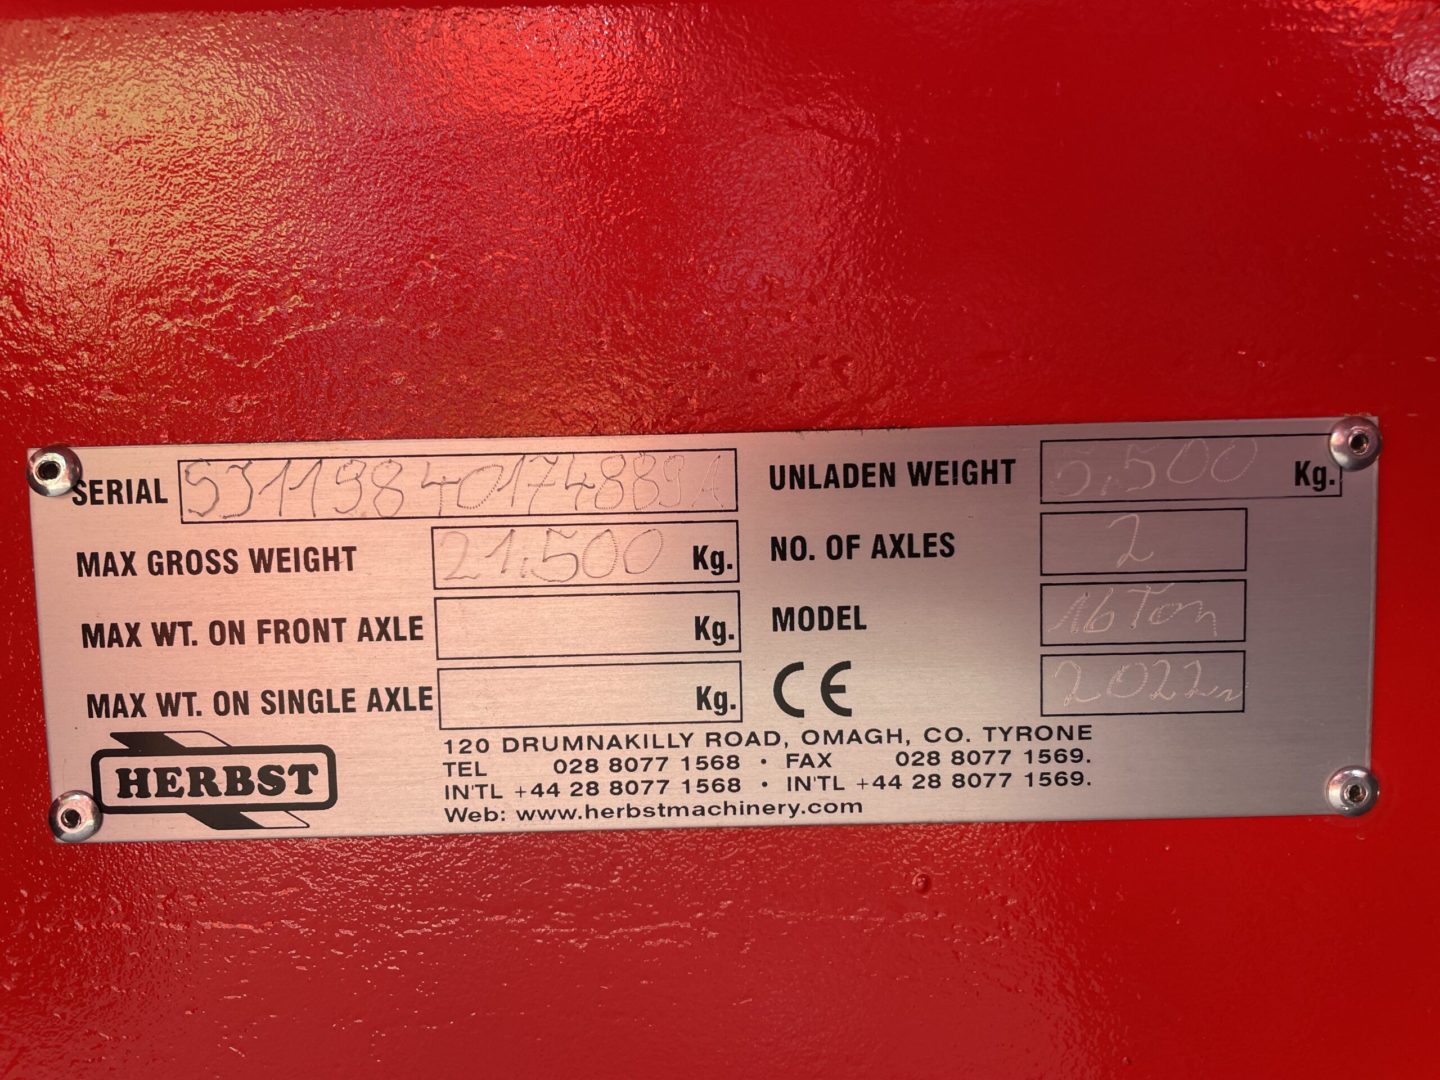 SERIAL 53119840174889A
MAX GROSS WEIGHT 21,500 Kg.
MAX WT. ON FRONT AXLE Kg.
MAX WT. ON SINGLE AXLE Kg.
UNLADEN WEIGHT 5,500 Kg.
NO. OF AXLES 2
MODEL 16 Ton
CE 2022
HERBST
120 DRUMNAKILLY ROAD, OMAGH, CO. TYRONE
TEL 028 8077 1568 • FAX 028 8077 1569.
IN'TL +44 28 8077 1568 • IN'TL +44 28 8077 1569.
Web: www.herbstmachinery.com